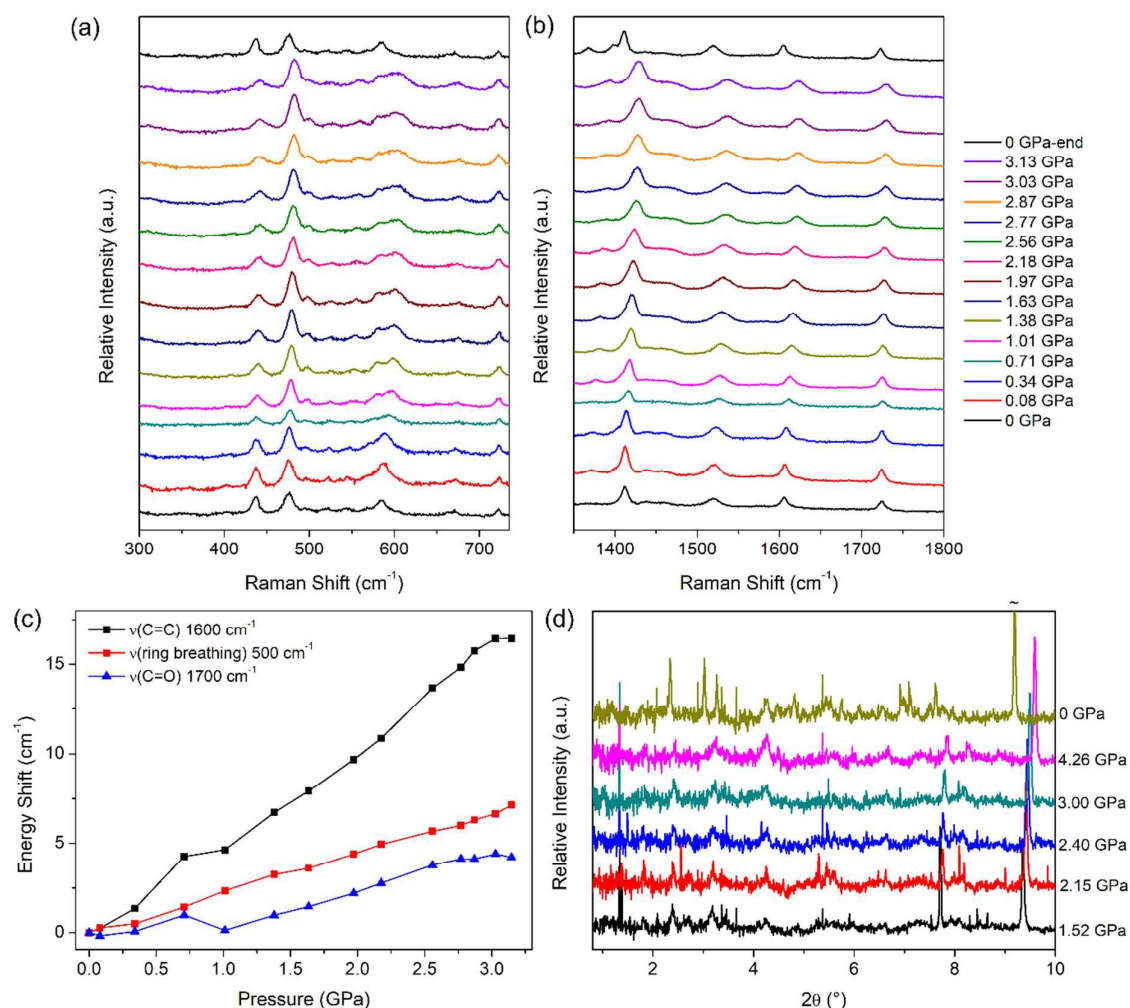 (a)
Relative Intensity (a.u.)
300 400 500 600 700
Raman Shift (cm⁻¹)
(b)
Relative Intensity (a.u.)
1400 1500 1600 1700 1800
Raman Shift (cm⁻¹)
0 GPa-end
3.13 GPa
3.03 GPa
2.87 GPa
2.77 GPa
2.56 GPa
2.18 GPa
1.97 GPa
1.63 GPa
1.38 GPa
1.01 GPa
0.71 GPa
0.34 GPa
0.08 GPa
0 GPa
(c)
ν(C=C) 1600 cm⁻¹
ν(ring breathing) 500 cm⁻¹
ν(C=O) 1700 cm⁻¹
Energy Shift (cm⁻¹)
15
10
5
0
0.0 0.5 1.0 1.5 2.0 2.5 3.0
Pressure (GPa)
(d)
~
Relative Intensity (a.u.)
0 GPa
4.26 GPa
3.00 GPa
2.40 GPa
2.15 GPa
1.52 GPa
2 4 6 8 10
2θ (°)